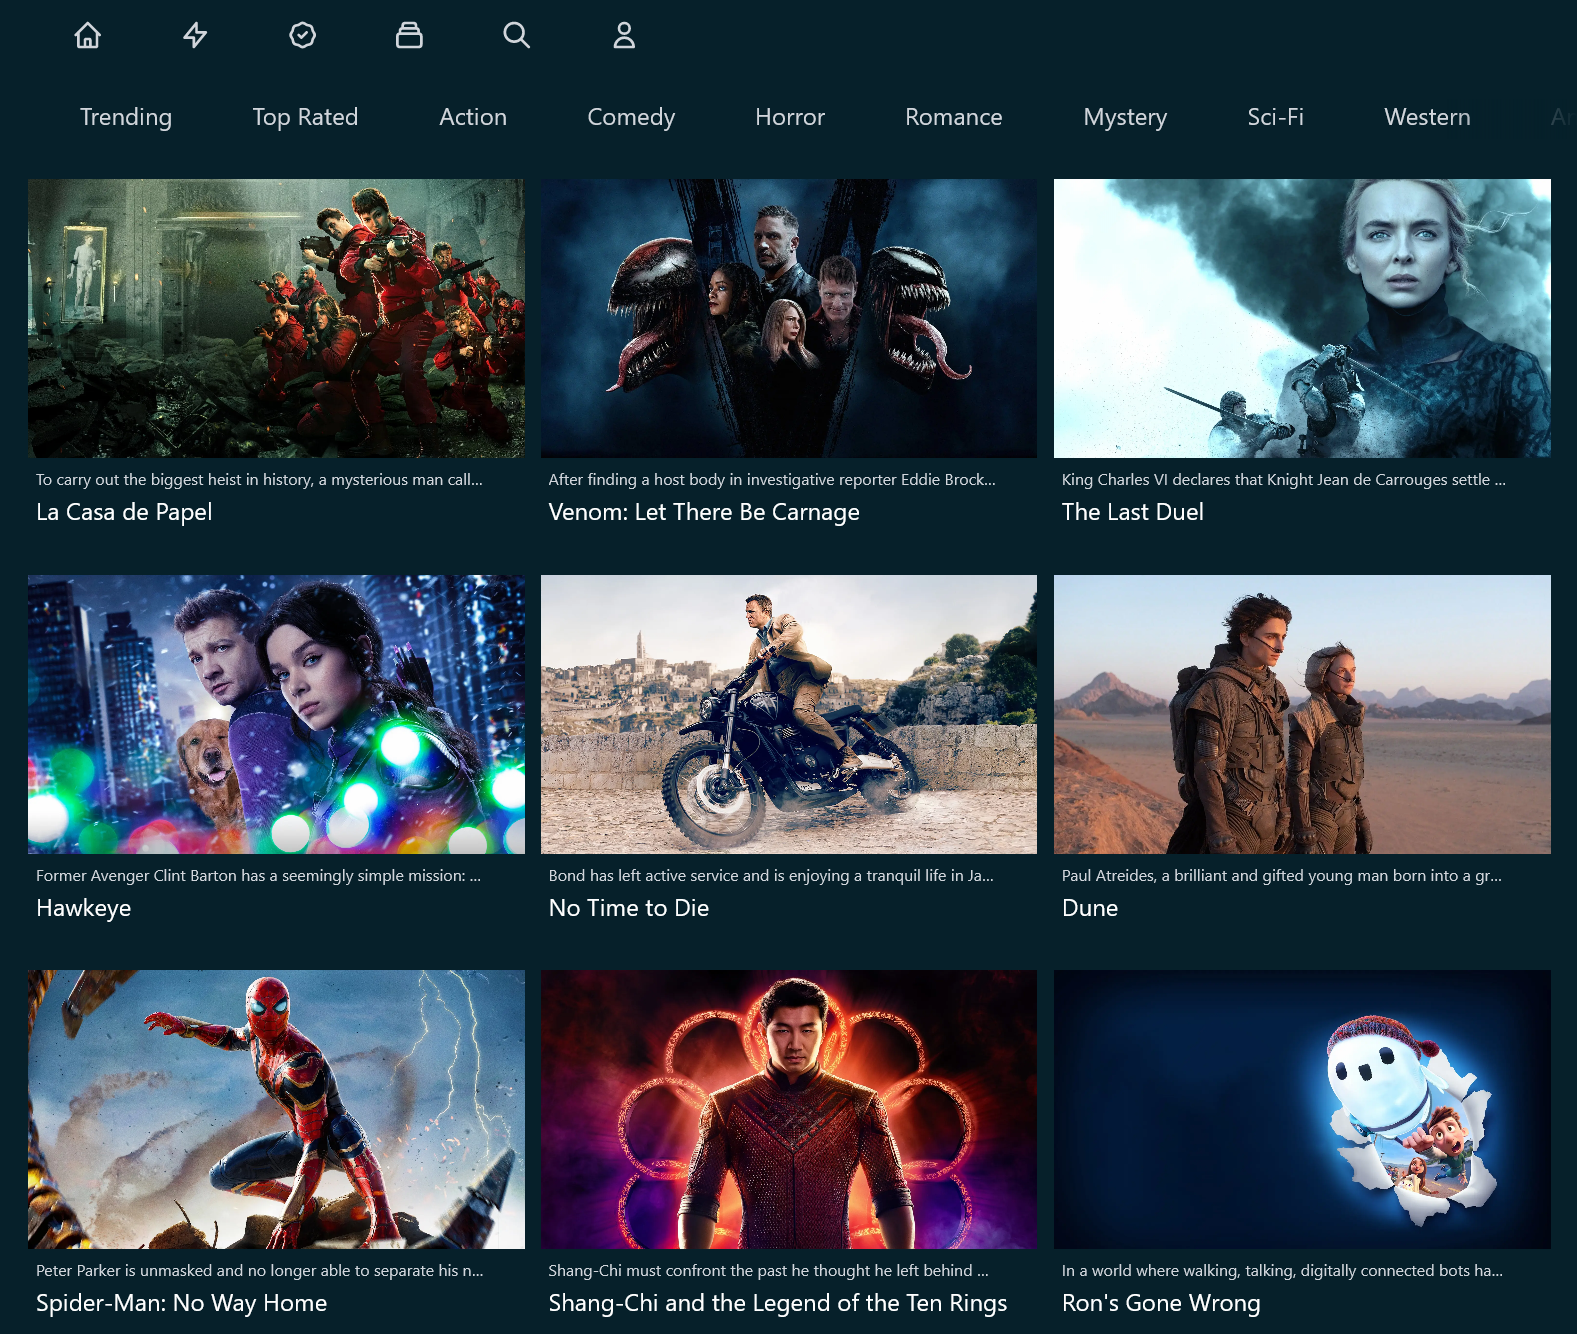 Trending Top Rated Action Comedy Horror Romance Mystery Sci-Fi Western
To carry out the biggest heist in history, a mysterious man call...
La Casa de Papel
After finding a host body in investigative reporter Eddie Brock...
Venom: Let There Be Carnage
King Charles VI declares that Knight Jean de Carrouges settle ...
The Last Duel
Former Avenger Clint Barton has a seemingly simple mission: ...
Hawkeye
Bond has left active service and is enjoying a tranquil life in Ja...
No Time to Die
Paul Atreides, a brilliant and gifted young man born into a gr...
Dune
Peter Parker is unmasked and no longer able to separate his n...
Spider-Man: No Way Home
Shang-Chi must confront the past he thought he left behind ...
Shang-Chi and the Legend of the Ten Rings
In a world where walking, talking, digitally connected bots ha...
Ron's Gone Wrong